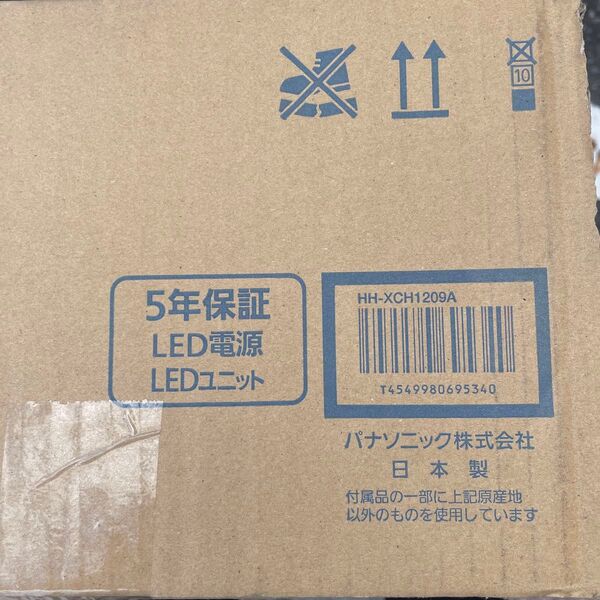 10
5年保証
LED電源
LEDユニット
HH-XCH1209A
T4549980695340
パナソニック株式会社
日本製
付属品の一部に上記原産地
以外のものを使用しています